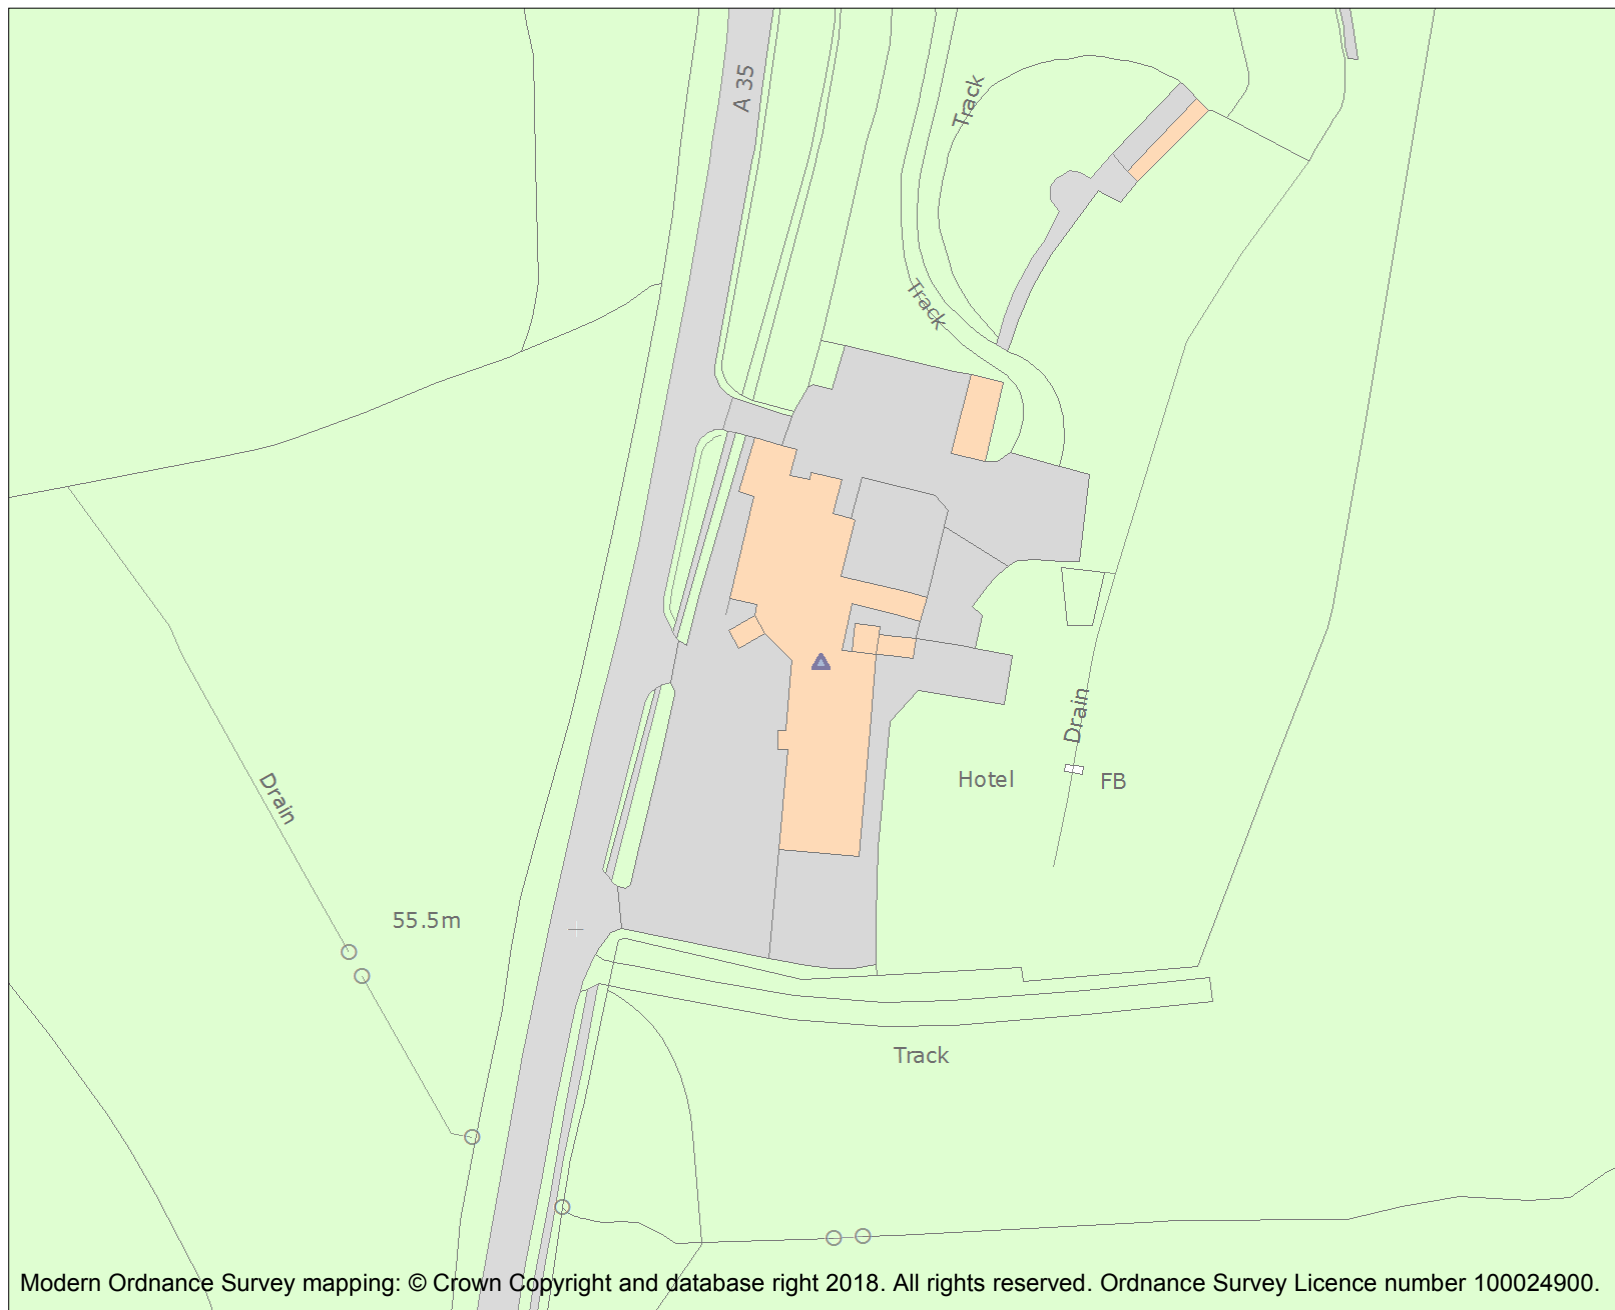 A 35
Track
Track
Drain
Hotel
FB
Drain
55.5m
Track
Modern Ordnance Survey mapping: © Crown Copyright and database right 2018. All rights reserved. Ordnance Survey Licence number 100024900.